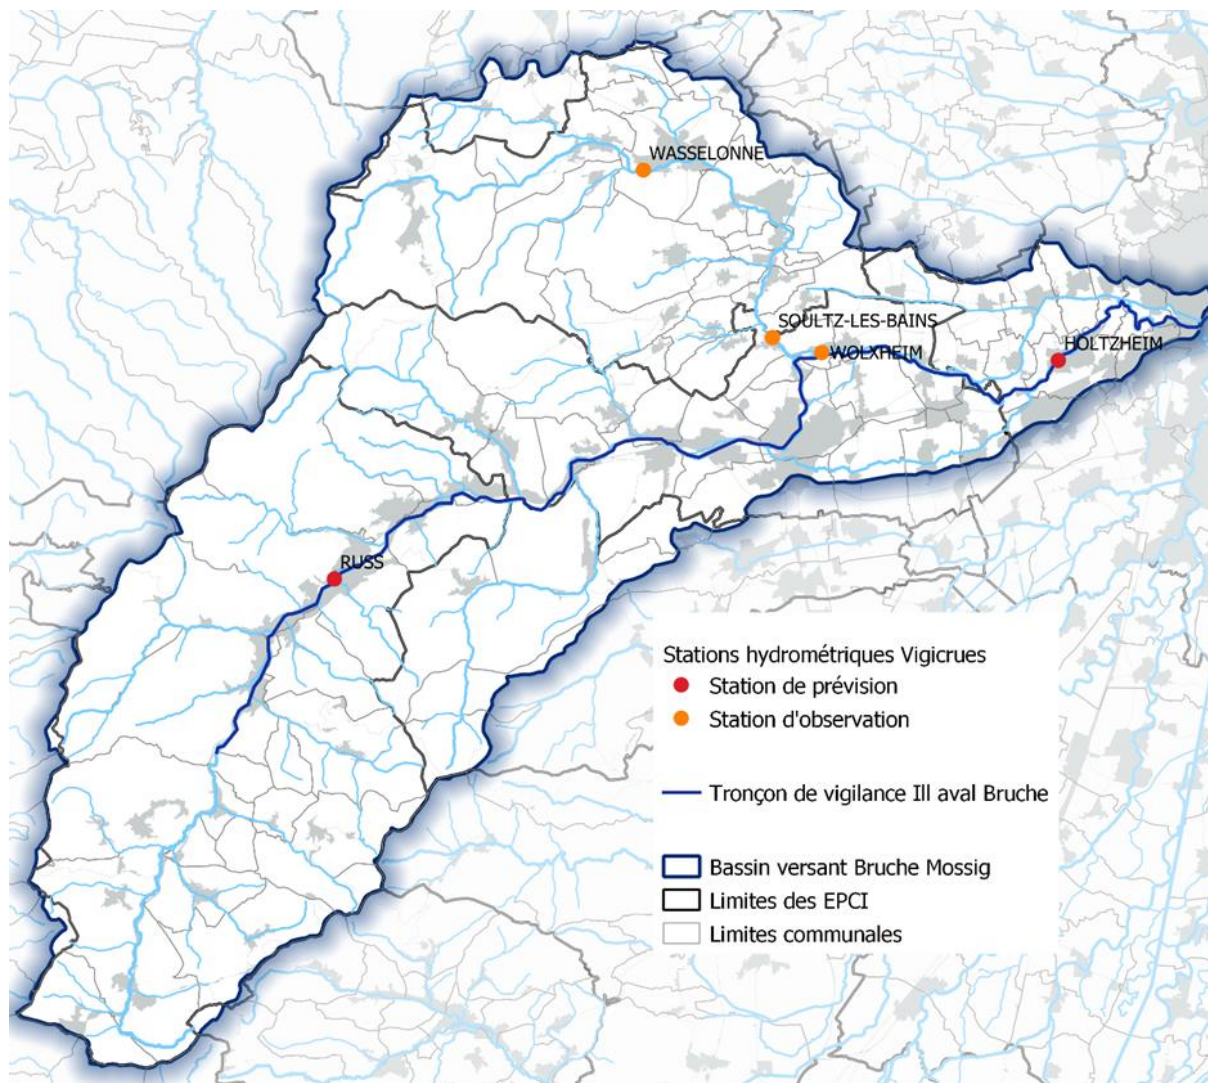 WASSELONNE
SOULTZ-LES-BAINS
WOLXHEIM
HOLTZHEIM
RUSS
Stations hydrométriques Vigicrues
Station de prévision
Station d'observation
Tronçon de vigilance Ill aval Bruche
Bassin versant Bruche Mossig
Limites des EPCI
Limites communales